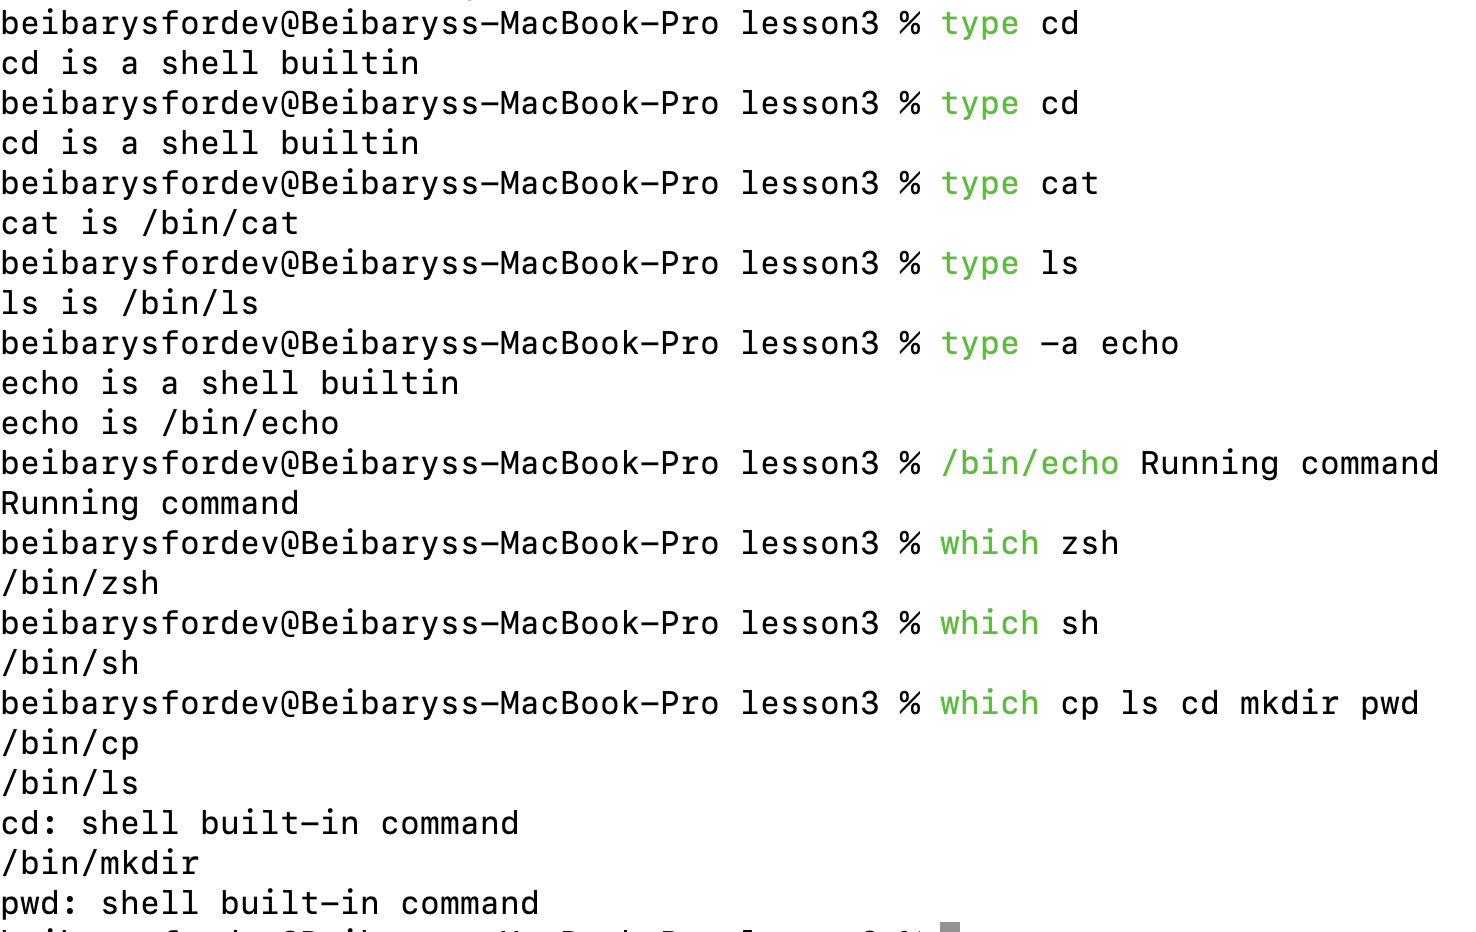 beibarysfordev@Beibaryss-MacBook-Pro lesson3 % type cd
cd is a shell builtin
beibarysfordev@Beibaryss-MacBook-Pro lesson3 % type cd
cd is a shell builtin
beibarysfordev@Beibaryss-MacBook-Pro lesson3 % type cat
cat is /bin/cat
beibarysfordev@Beibaryss-MacBook-Pro lesson3 % type ls
ls is /bin/ls
beibarysfordev@Beibaryss-MacBook-Pro lesson3 % type -a echo
echo is a shell builtin
echo is /bin/echo
beibarysfordev@Beibaryss-MacBook-Pro lesson3 % /bin/echo Running command
Running command
beibarysfordev@Beibaryss-MacBook-Pro lesson3 % which zsh
/bin/zsh
beibarysfordev@Beibaryss-MacBook-Pro lesson3 % which sh
/bin/sh
beibarysfordev@Beibaryss-MacBook-Pro lesson3 % which cp ls cd mkdir pwd
/bin/cp
/bin/ls
cd: shell built-in command
/bin/mkdir
pwd: shell built-in command